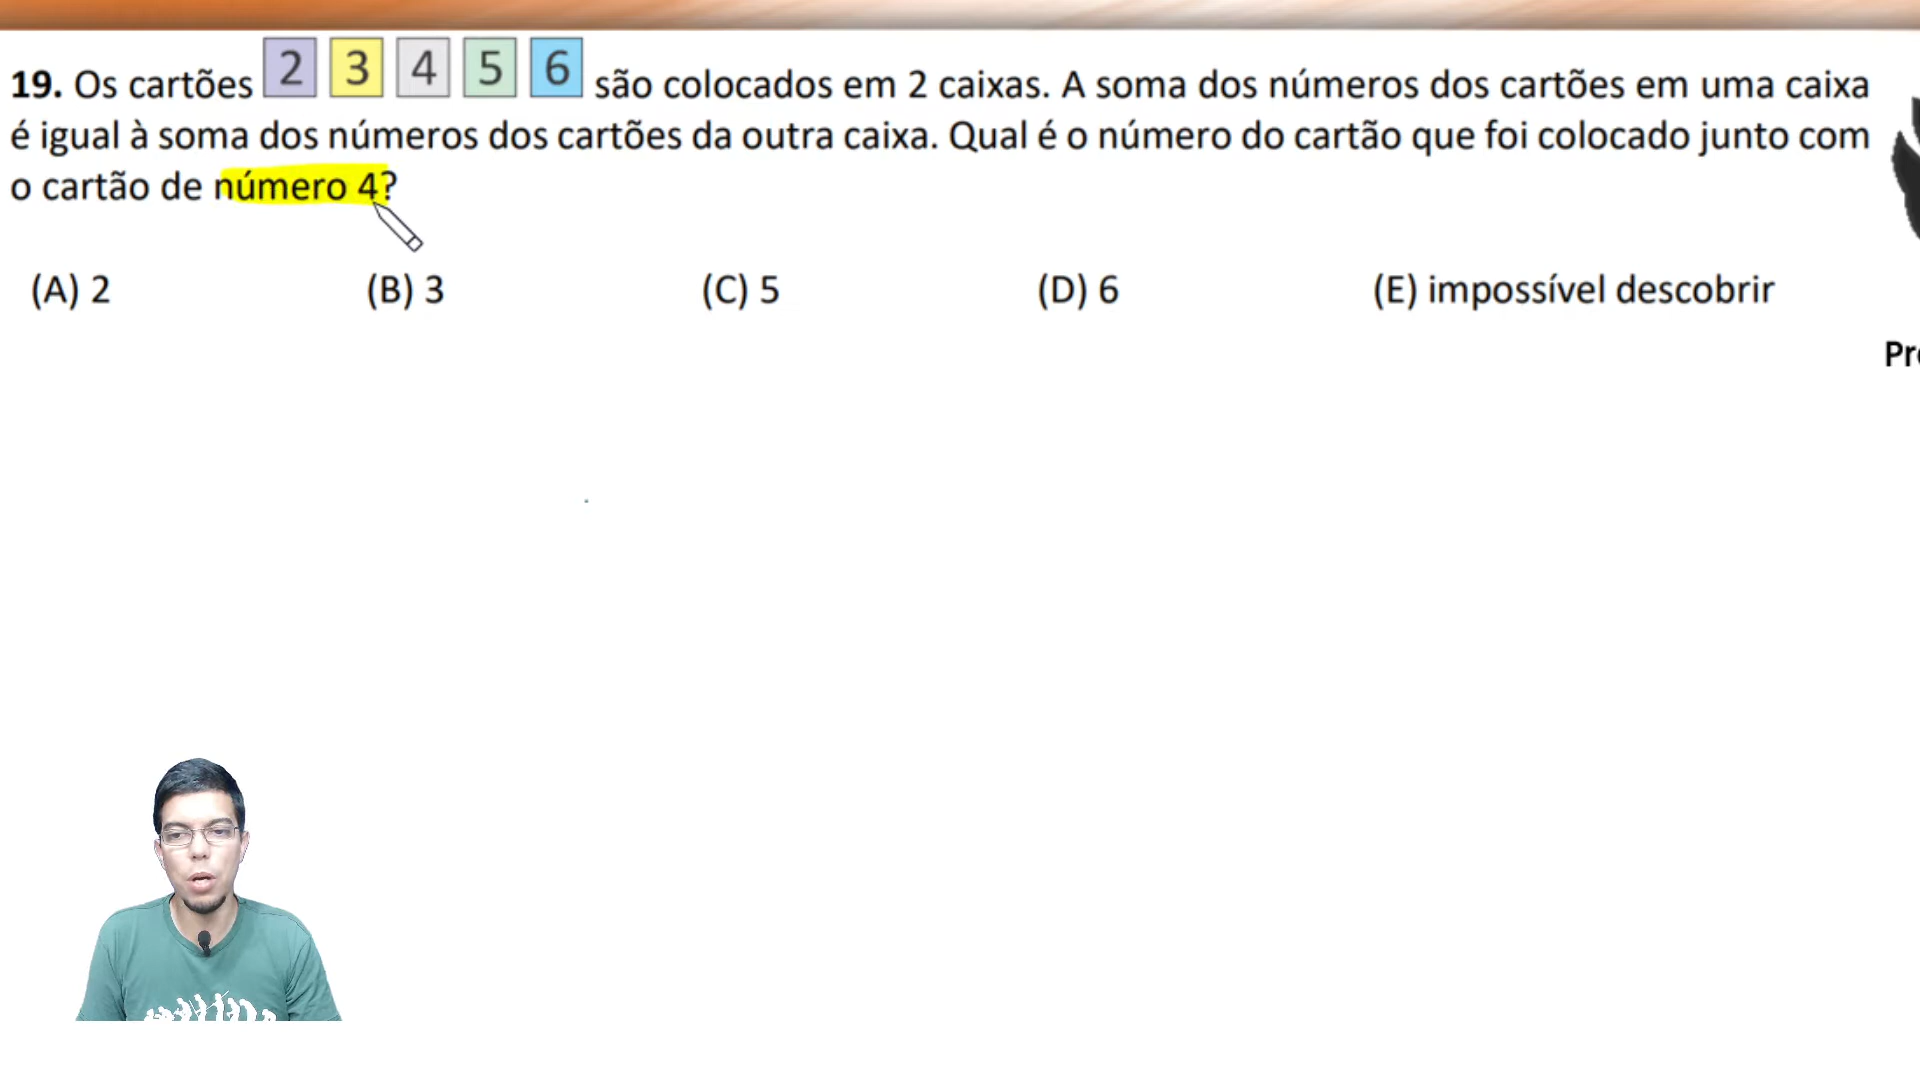 19. Os cartões 2 3 4 5 6 são colocados em 2 caixas. A soma dos números dos cartões em uma caixa
é igual à soma dos números dos cartões da outra caixa. Qual é o número do cartão que foi colocado junto com
o cartão de número 4?
(A) 2 (B) 3 (C) 5 (D) 6 (E) impossível descobrir